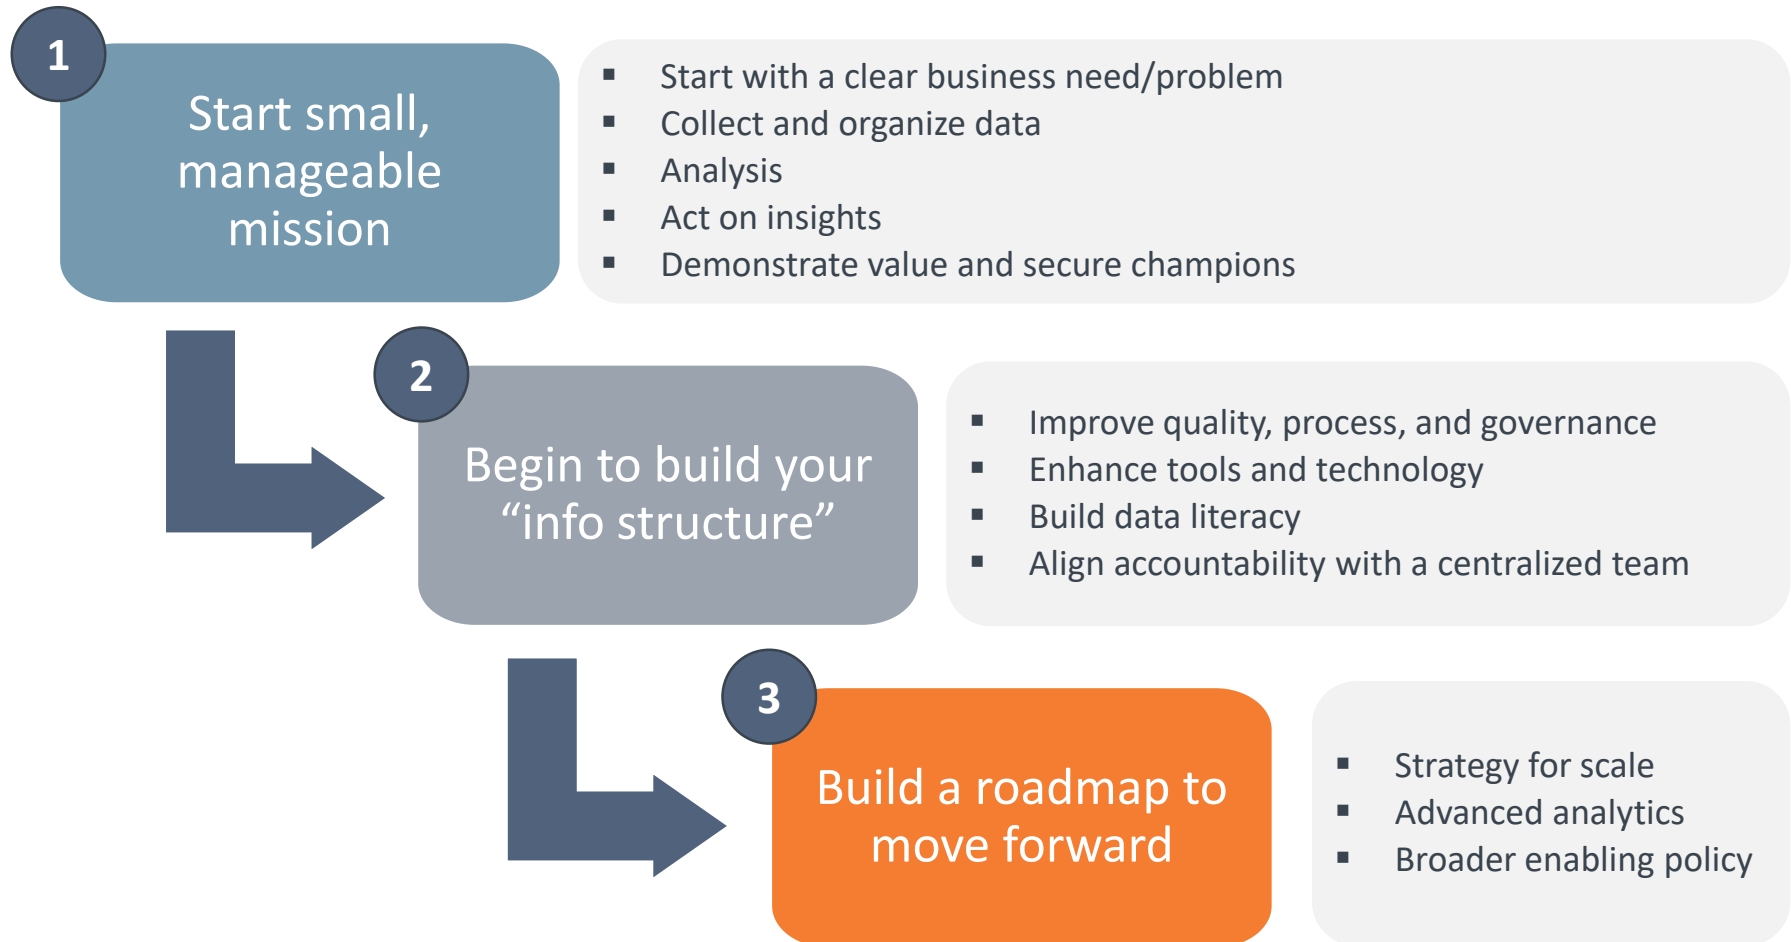 1
Start small,
manageable
mission
▪ Start with a clear business need/problem
▪ Collect and organize data
▪ Analysis
▪ Act on insights
▪ Demonstrate value and secure champions
2
Begin to build your
“info structure”
▪ Improve quality, process, and governance
▪ Enhance tools and technology
▪ Build data literacy
▪ Align accountability with a centralized team
3
Build a roadmap to
move forward
▪ Strategy for scale
▪ Advanced analytics
▪ Broader enabling policy